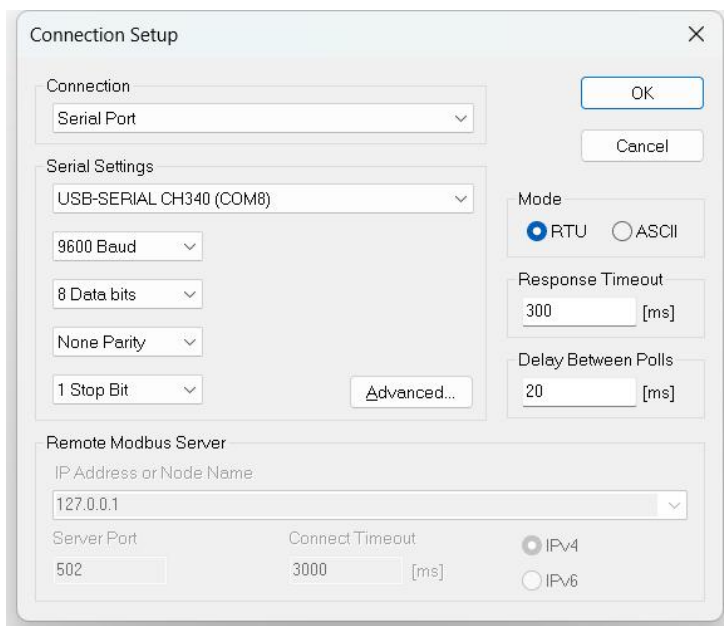 Connection Setup
Connection
Serial Port
OK
Cancel
Serial Settings
USB-SERIAL CH340 (COM8)
9600 Baud
8 Data bits
None Parity
1 Stop Bit
Advanced...
Mode
RTU
ASCII
Response Timeout
300 [ms]
Delay Between Polls
20 [ms]
Remote Modbus Server
IP Address or Node Name
127.0.0.1
Server Port
502
Connect Timeout
3000 [ms]
IPv4
IPv6